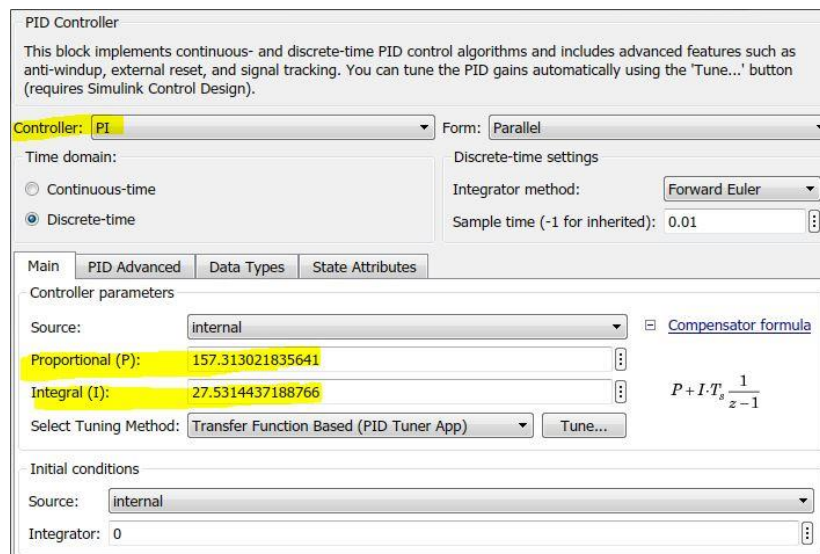 PID Controller
This block implements continuous- and discrete-time PID control algorithms and includes advanced features such as
anti-windup, external reset, and signal tracking. You can tune the PID gains automatically using the 'Tune...' button
(requires Simulink Control Design).
Controller: PI Form: Parallel
Time domain: Discrete-time settings
Continuous-time Integrator method: Forward Euler
Discrete-time Sample time (-1 for inherited): 0.01
Main PID Advanced Data Types State Attributes
Controller parameters
Source: internal Compensator formula
Proportional (P): 157.313021835641
Integral (I): 27.5314437188766
P + I·Tₛ 1/(z−1)
Select Tuning Method: Transfer Function Based (PID Tuner App) Tune...
Initial conditions
Source: internal
Integrator: 0